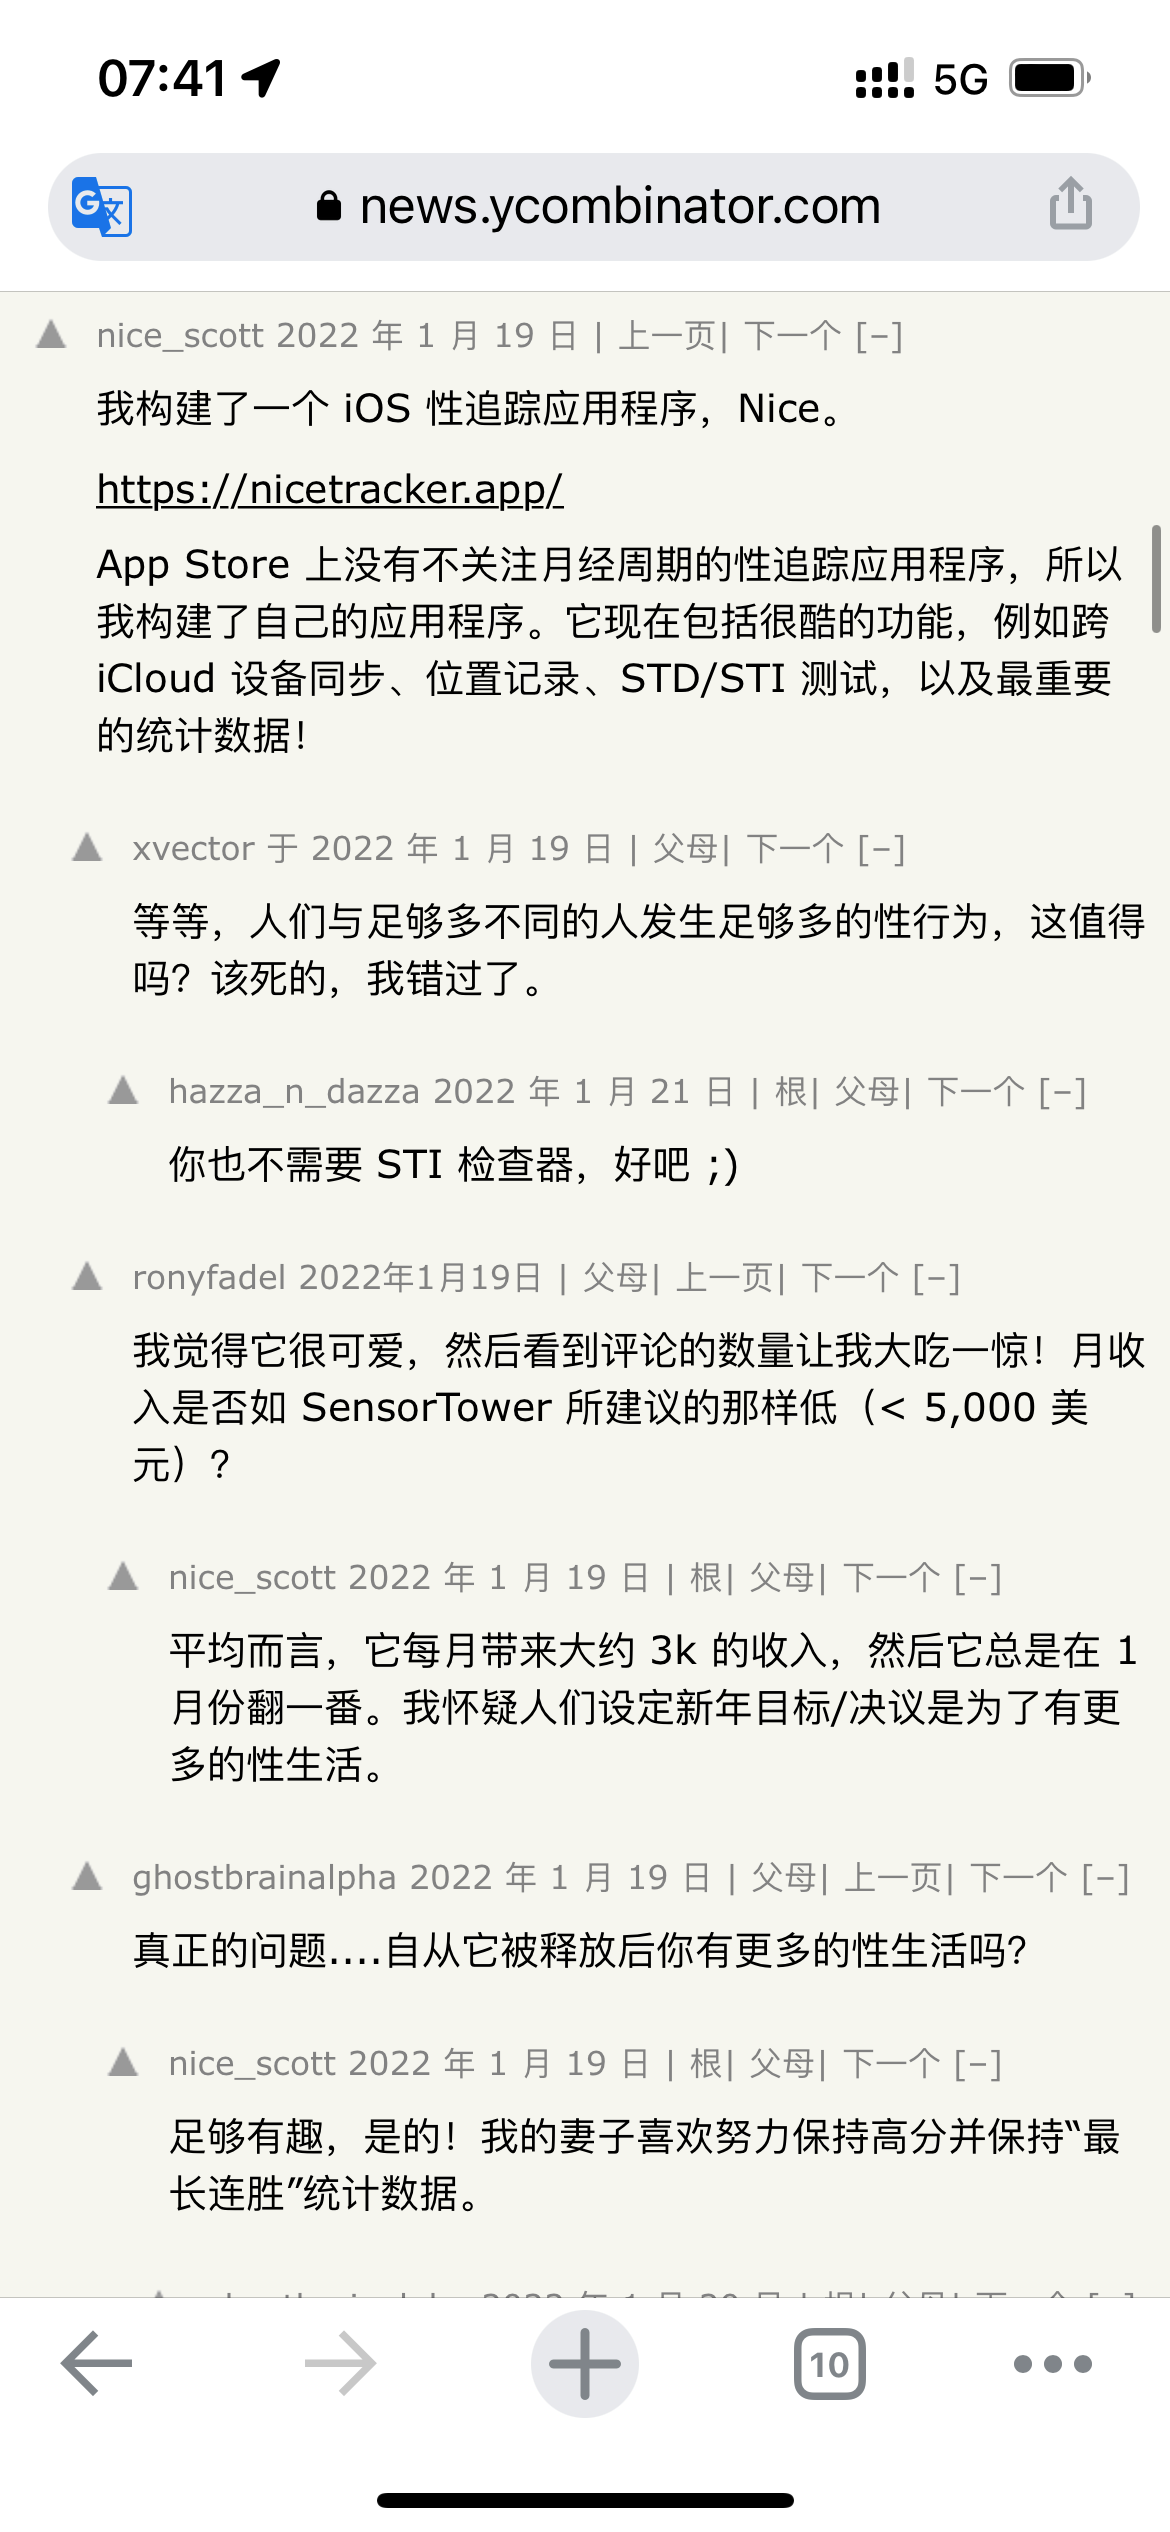 07:41
5G
news.ycombinator.com
nice_scott 2022 年 1 月 19 日 | 上一页| 下一个 [–]
我构建了一个 iOS 性追踪应用程序，Nice。
https://nicetracker.app/
App Store 上没有不关注月经周期的性追踪应用程序，所以
我构建了自己的应用程序。它现在包括很酷的功能，例如跨
iCloud 设备同步、位置记录、STD/STI 测试，以及最重要
的统计数据！
xvector 于 2022 年 1 月 19 日 | 父母| 下一个 [–]
等等，人们与足够多不同的人发生足够多的性行为，这值得
吗？该死的，我错过了。
hazza_n_dazza 2022 年 1 月 21 日 | 根| 父母| 下一个 [–]
你也不需要 STI 检查器，好吧 ;)
ronyfadel 2022年1月19日 | 父母| 上一页| 下一个 [–]
我觉得它很可爱，然后看到评论的数量让我大吃一惊！月收
入是否如 SensorTower 所建议的那样低（< 5,000 美
元）？
nice_scott 2022 年 1 月 19 日 | 根| 父母| 下一个 [–]
平均而言，它每月带来大约 3k 的收入，然后它总是在 1
月份翻一番。我怀疑人们设定新年目标/决议是为了有更
多的性生活。
ghostbrainalpha 2022 年 1 月 19 日 | 父母| 上一页| 下一个 [–]
真正的问题....自从它被释放后你有更多的性生活吗？
nice_scott 2022 年 1 月 19 日 | 根| 父母| 下一个 [–]
足够有趣，是的！我的妻子喜欢努力保持高分并保持“最
长连胜”统计数据。
10